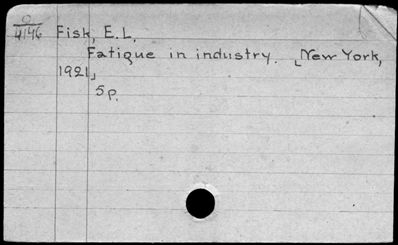 O
4146 Fisk, E.L.
Fatigue in industry. [New York,
1921]
5p.